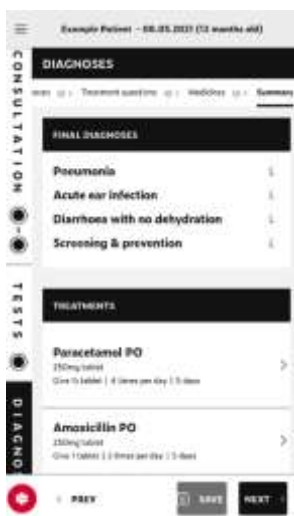 Example Patient - 08.05.2021 (12 months old)
CONSULTATION
DIAGNOSES
Treatment questions
Medicines
Summary
FINAL DIAGNOSES
Pneumonia
Acute ear infection
Diarrhoea with no dehydration
Screening & prevention
TESTS
TREATMENTS
Paracetamol PO
250mg tablet
Give ½ tablet | 4 times per day | 5 days
DIAGNO
Amoxicillin PO
250mg tablet
Give 1 tablets | 2 times per day | 5 days
PREV
SAVE
NEXT